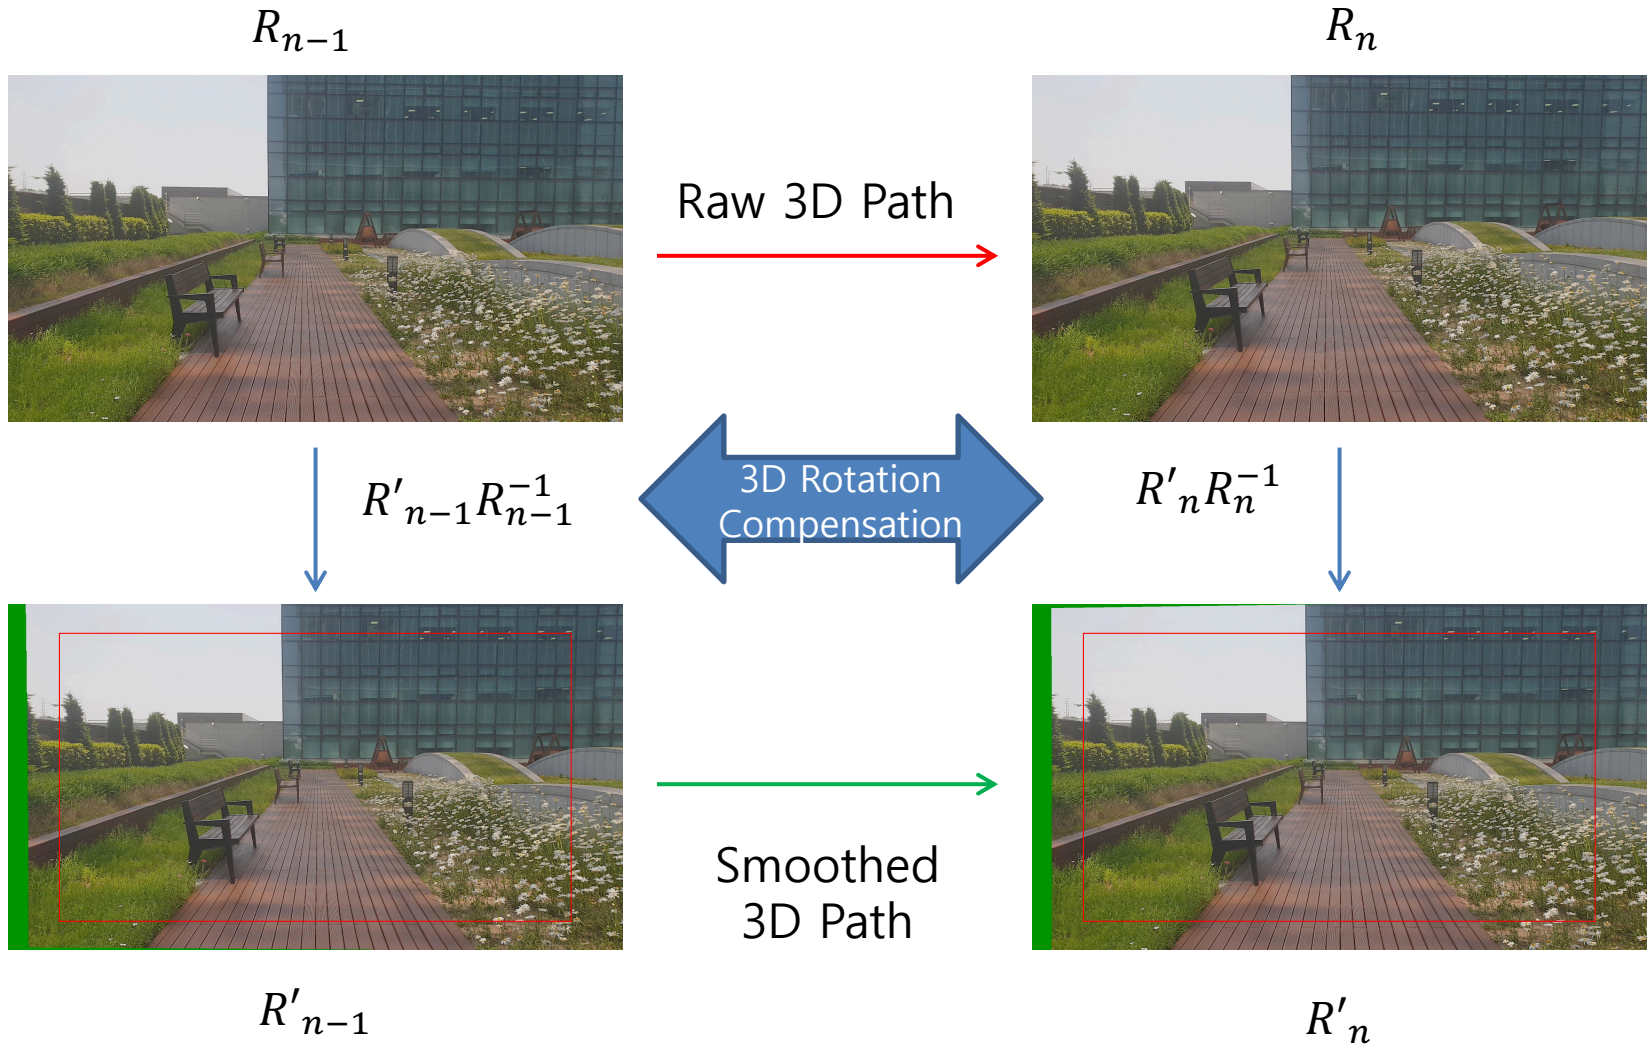 R_{n−1}
R_n
Raw 3D Path
3D Rotation
Compensation
R′_{n−1}R_{n−1}^{−1}
R′_nR_n^{−1}
Smoothed
3D Path
R′_{n−1}
R′_n